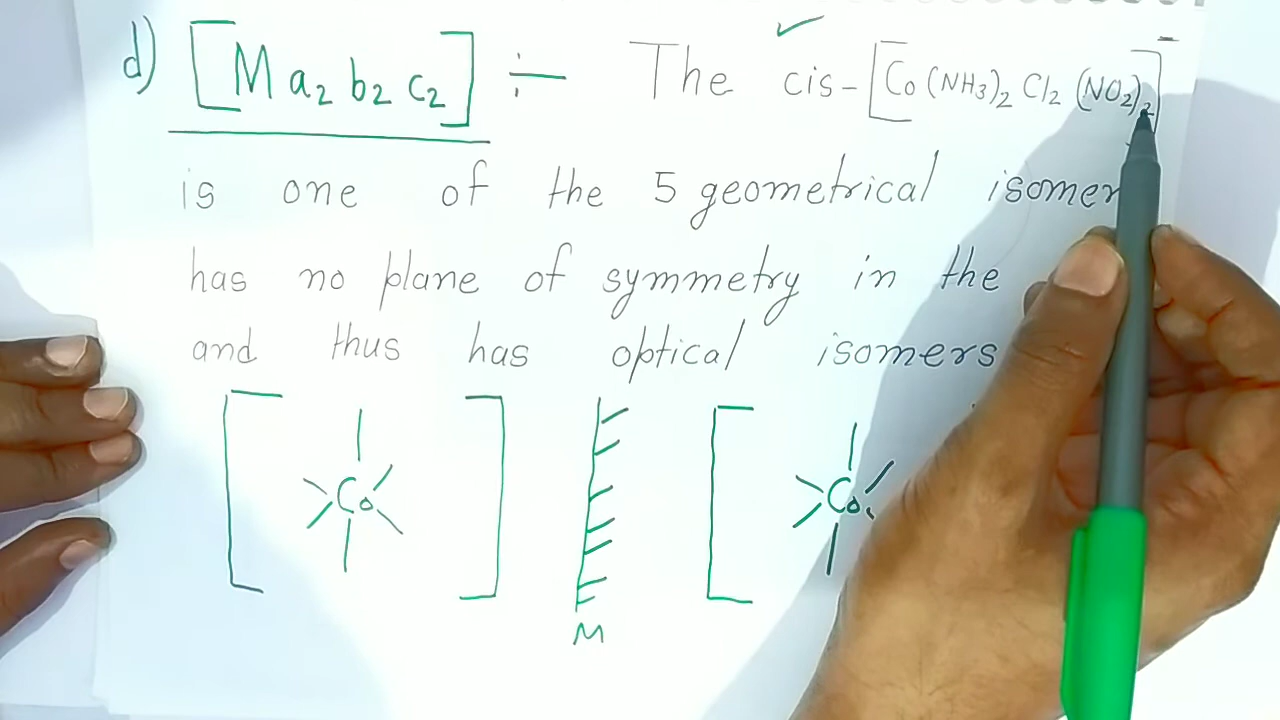 d) [Ma₂ b₂ c₂] ÷ The cis-[Co(NH₃)₂ Cl₂ (NO₂)₂]⁻
is one of the 5 geometrical isomer
has no plane of symmetry in the
and thus has optical isomers
[Co] [Co
M